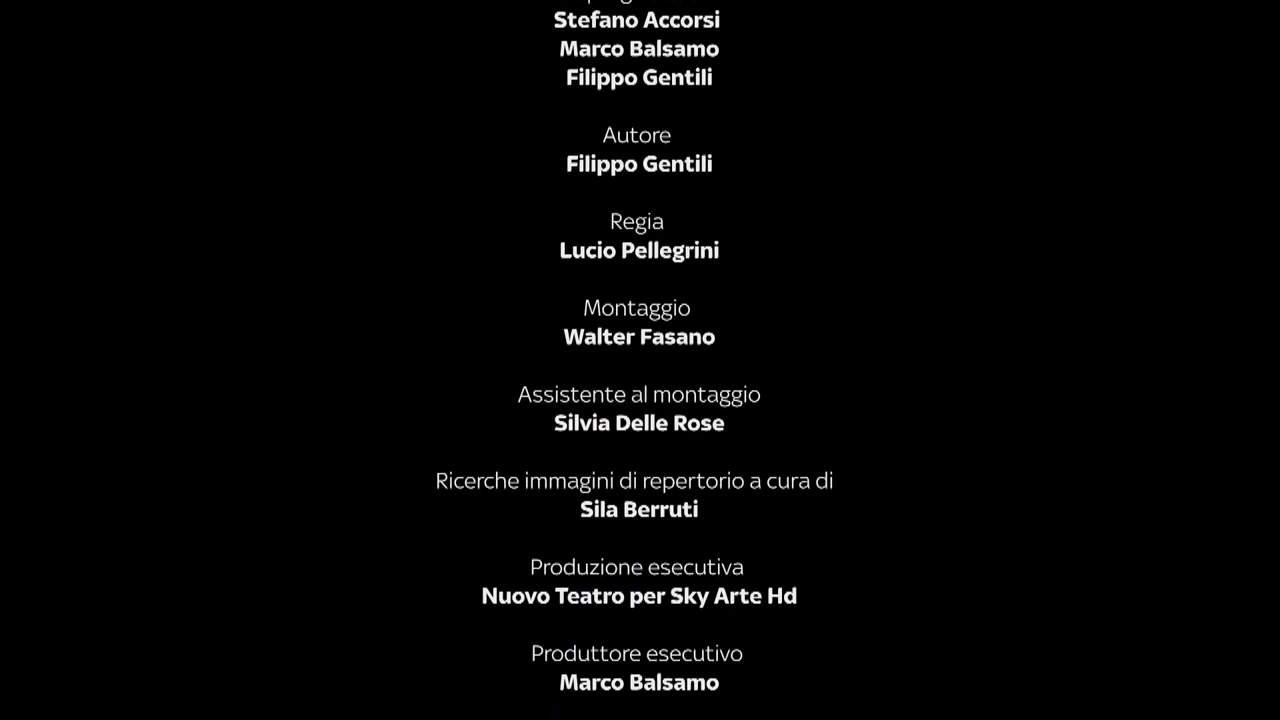 Stefano Accorsi
Marco Balsamo
Filippo Gentili
Autore
Filippo Gentili
Regia
Lucio Pellegrini
Montaggio
Walter Fasano
Assistente al montaggio
Silvia Delle Rose
Ricerche immagini di repertorio a cura di
Sila Berruti
Produzione esecutiva
Nuovo Teatro per Sky Arte Hd
Produttore esecutivo
Marco Balsamo